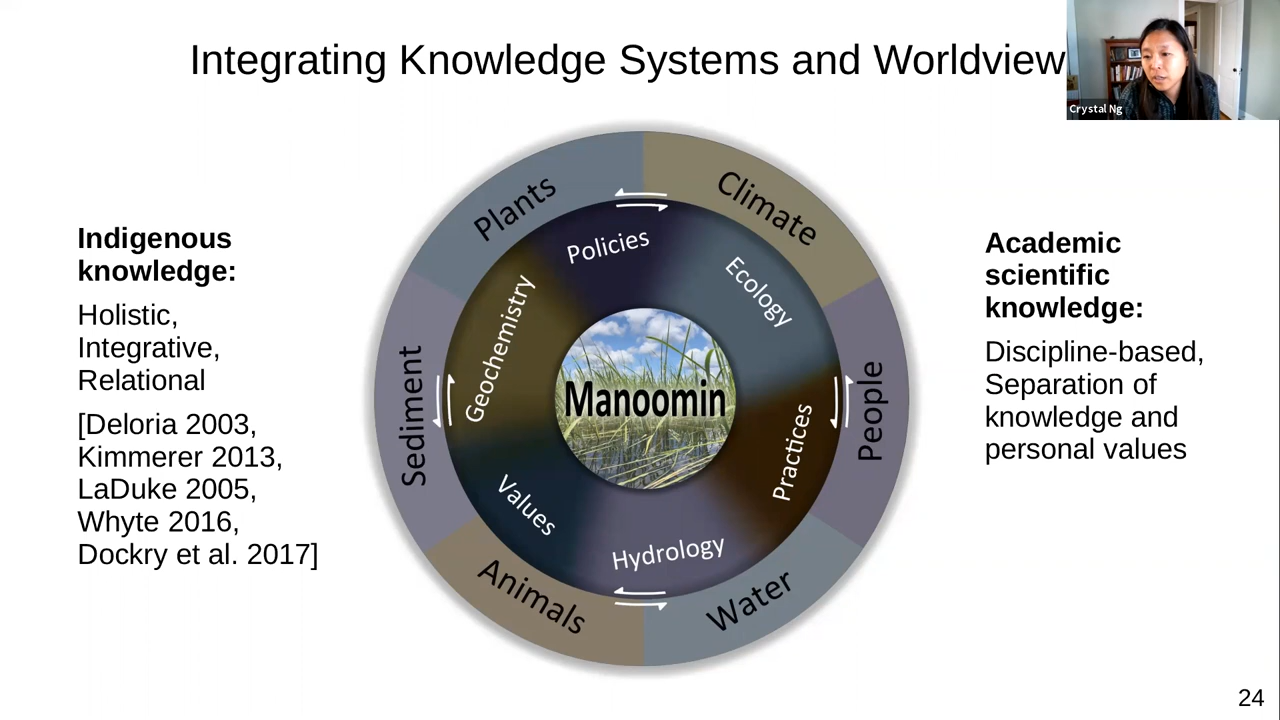 Integrating Knowledge Systems and Worldview
Crystal Ng
Indigenous
knowledge:
Holistic,
Integrative,
Relational
[Deloria 2003,
Kimmerer 2013,
LaDuke 2005,
Whyte 2016,
Dockry et al. 2017]
Plants
Climate
Policies
Ecology
Geochemistry
Sediment
Manoomin
People
Practices
Values
Hydrology
Animals
Water
Academic
scientific
knowledge:
Discipline-based,
Separation of
knowledge and
personal values
24